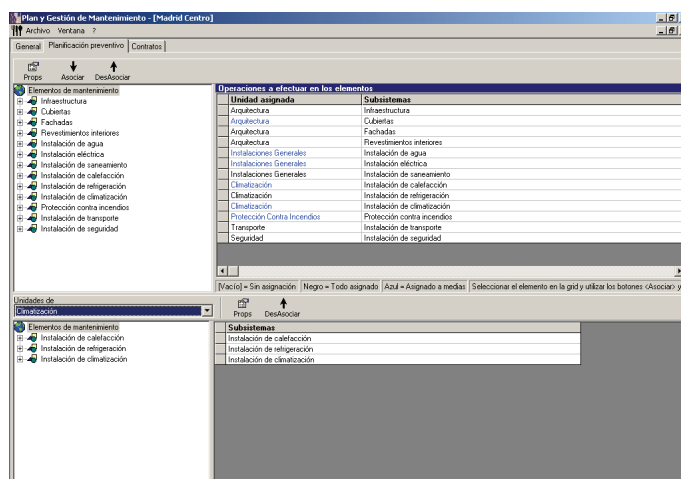 Plan y Gestión de Mantenimiento - [Madrid Centro]
Archivo Ventana ?
General Planificación preventivo Contratos
Props Asociar DesAsociar
Elementos de mantenimiento
Infraestructura
Cubiertas
Fachadas
Revestimientos interiores
Instalación de agua
Instalación eléctrica
Instalación de saneamiento
Instalación de calefacción
Instalación de refrigeración
Instalación de climatización
Protección contra incendios
Instalación de transporte
Instalación de seguridad
Operaciones a efectuar en los elementos
Unidad asignada Subsistemas
Arquitectura Infraestructura
Arquitectura Cubiertas
Arquitectura Fachadas
Arquitectura Revestimientos interiores
Instalaciones Generales Instalación de agua
Instalaciones Generales Instalación eléctrica
Instalaciones Generales Instalación de saneamiento
Climatización Instalación de calefacción
Climatización Instalación de refrigeración
Climatización Instalación de climatización
Protección Contra Incendios Protección contra incendios
Transporte Instalación de transporte
Seguridad Instalación de seguridad
[Vacío] = Sin asignación Negro = Todo asignado Azul = Asignado a medias Seleccionar el elemento en la grid y utilizar los botones <Asociar> y
Unidades de
Climatización
Props DesAsociar
Elementos de mantenimiento
Instalación de calefacción
Instalación de refrigeración
Instalación de climatización
Subsistemas
Instalación de calefacción
Instalación de refrigeración
Instalación de climatización